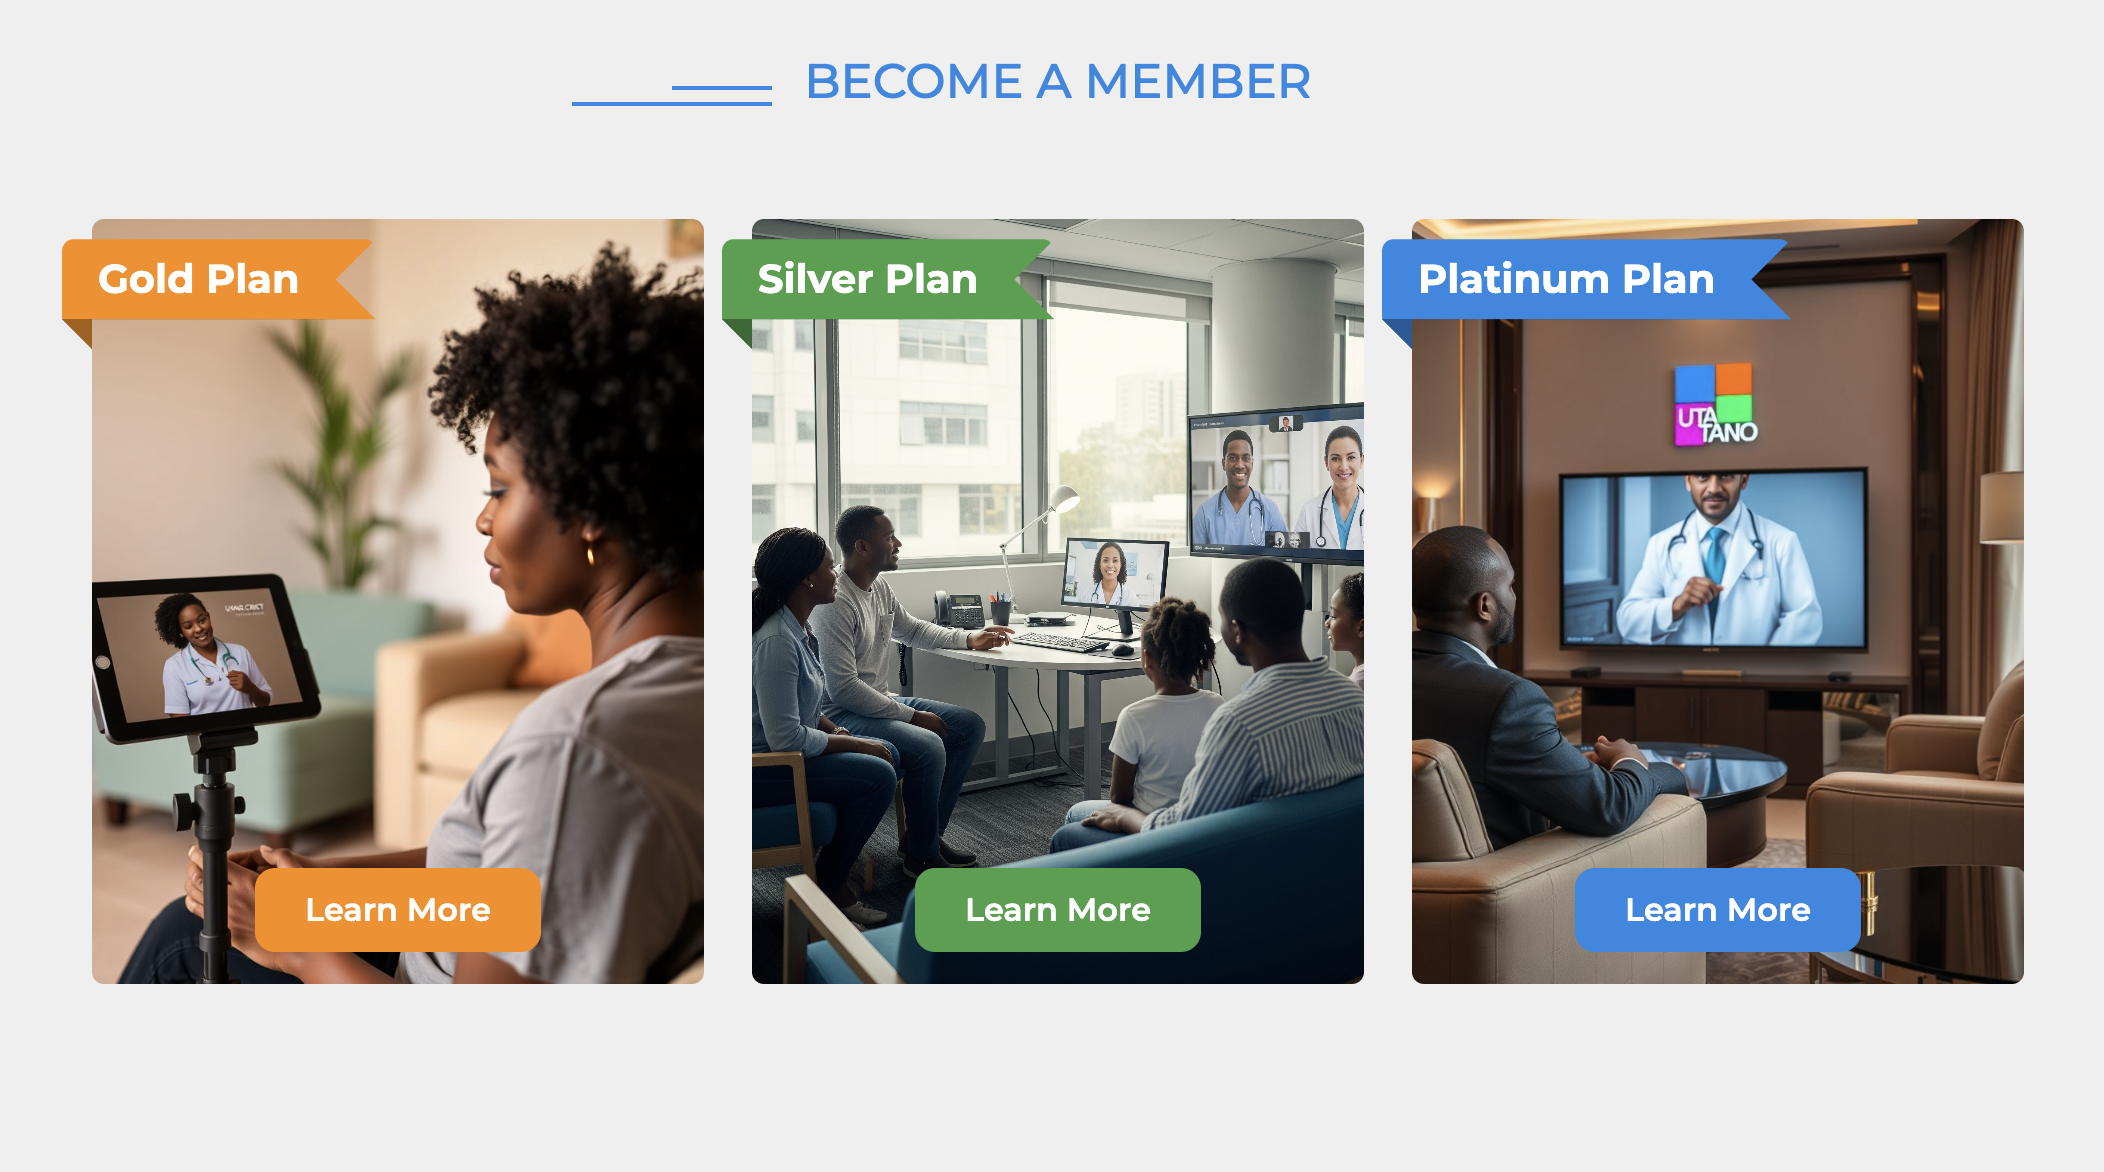 BECOME A MEMBER
Gold Plan
Silver Plan
Platinum Plan
UTA
TANO
Learn More
Learn More
Learn More